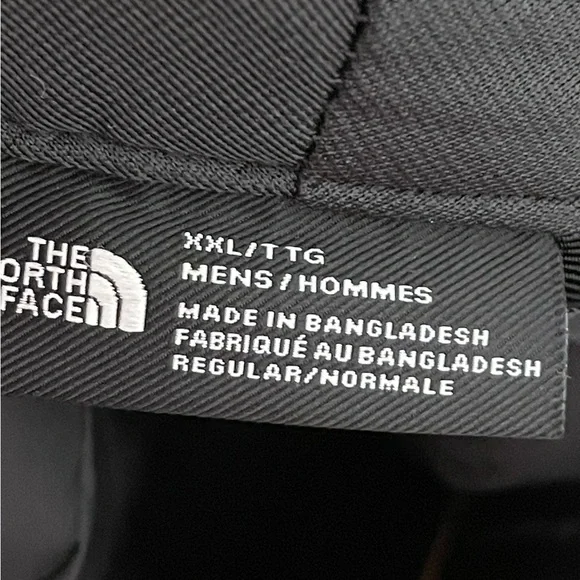 THE
NORTH
FACE
XXL/TTG
MENS/HOMMES
MADE IN BANGLADESH
FABRIQUÉ AU BANGLADESH
REGULAR/NORMALE